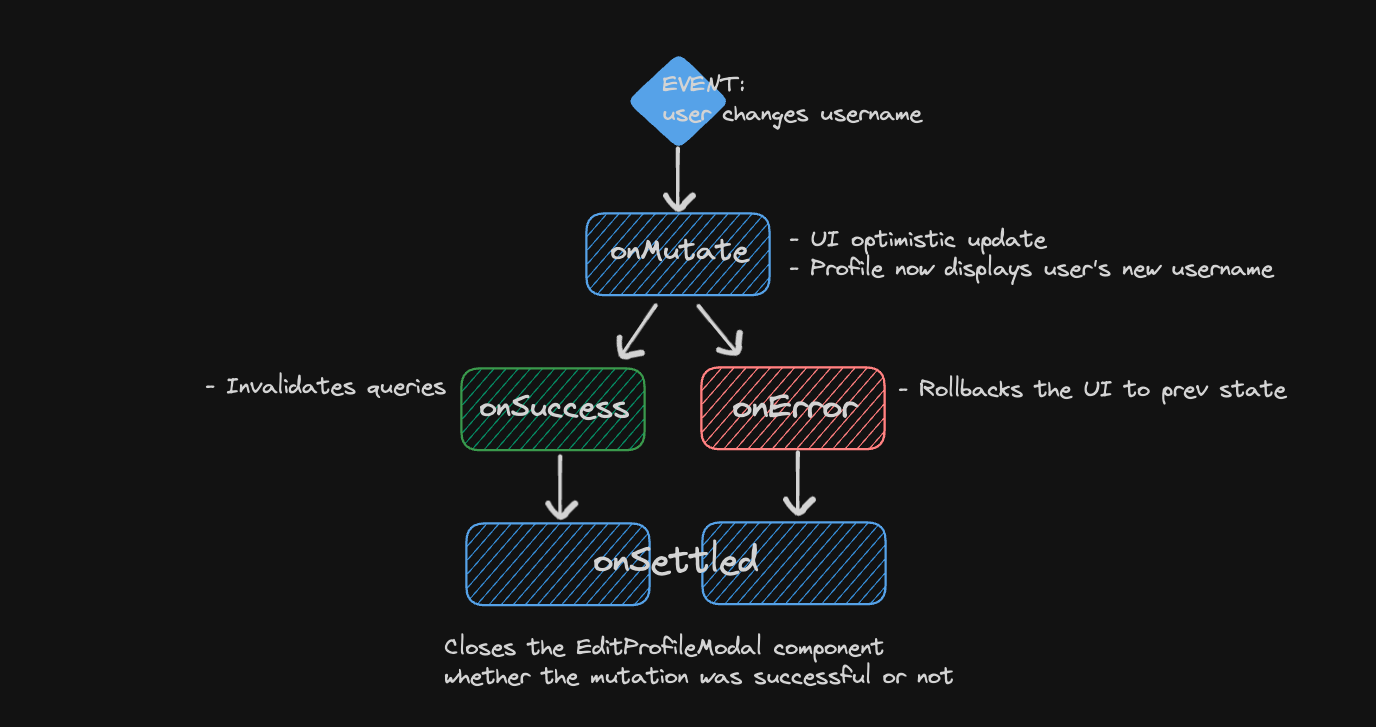 EVENT:
user changes username
onMutate
- UI optimistic update
- Profile now displays user's new username
- Invalidates queries
onSuccess
onError
- Rollbacks the UI to prev state
onSettled
Closes the EditProfileModal component
whether the mutation was successful or not